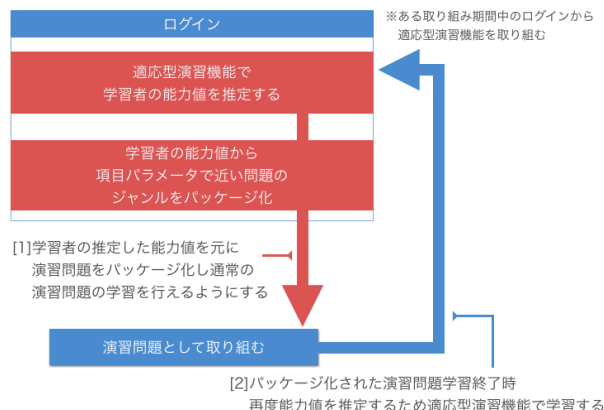 ログイン
※ある取り組み期間中のログインから
適応型演習機能を取り組む
適応型演習機能で
学習者の能力値を推定する
学習者の能力値から
項目パラメータで近い問題の
ジャンルをパッケージ化
[1]学習者の推定した能力値を元に
演習問題をパッケージ化し通常の
演習問題の学習を行えるようにする
演習問題として取り組む
[2]パッケージ化された演習問題学習終了時
再度能力値を推定するため適応型演習機能で学習する